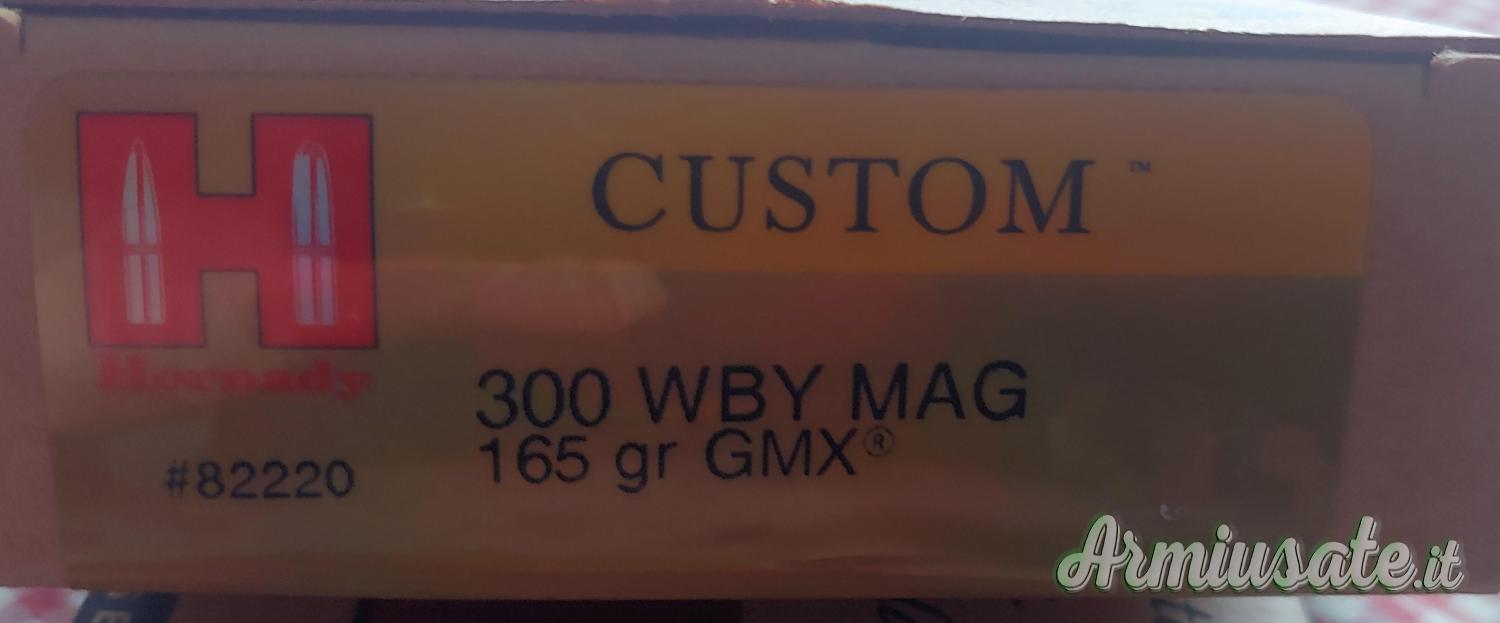 CUSTOM™
Hornady
300 WBY MAG
165 gr GMX®
#82220
Armiusate.it